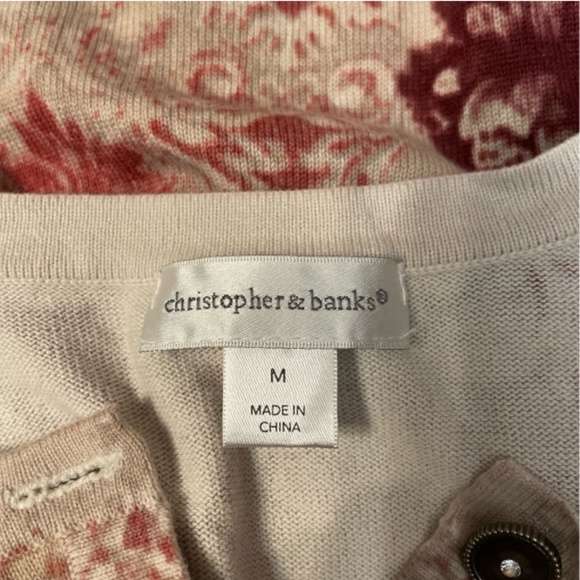 christopher & banks®
M
MADE IN
CHINA